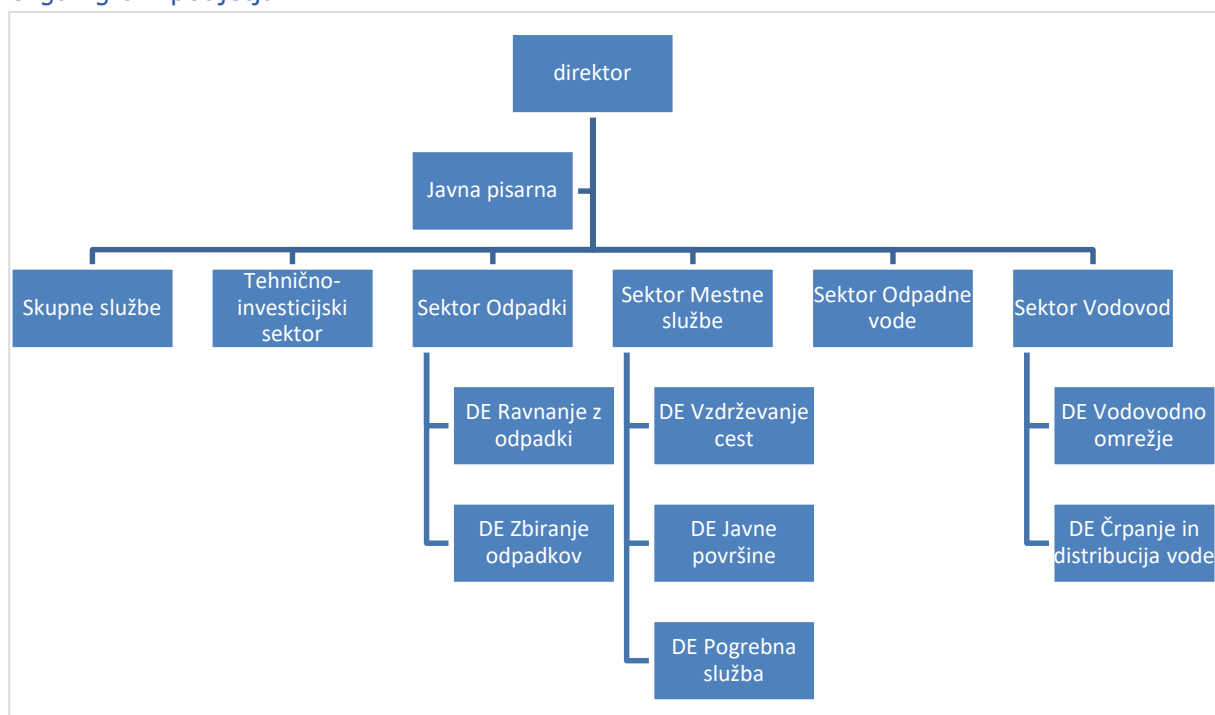 direktor
Javna pisarna
Skupne službe
Tehnično-
investicijski
sektor
Sektor Odpadki
Sektor Mestne
službe
Sektor Odpadne
vode
Sektor Vodovod
DE Ravnanje z
odpadki
DE Zbiranje
odpadkov
DE Vzdrževanje
cest
DE Javne
površine
DE Pogrebna
služba
DE Vodovodno
omrežje
DE Črpanje in
distribucija vode